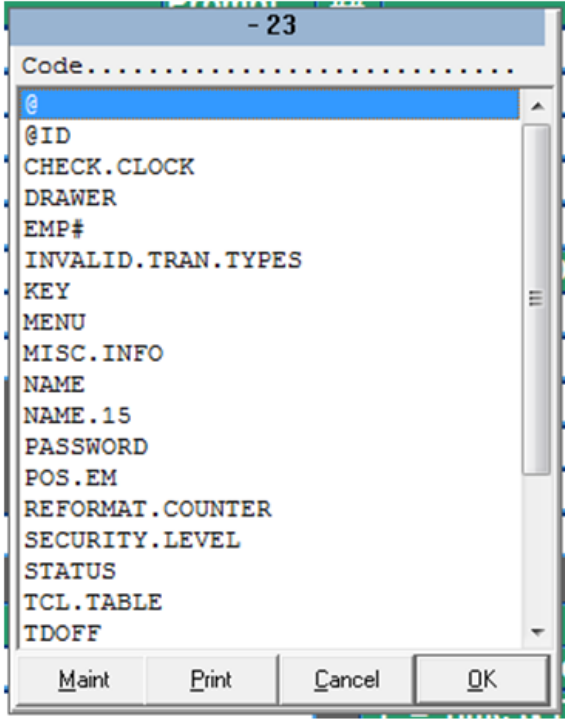 - 23
Code............................
@
@ID
CHECK.CLOCK
DRAWER
EMP#
INVALID.TRAN.TYPES
KEY
MENU
MISC.INFO
NAME
NAME.15
PASSWORD
POS.EM
REFORMAT.COUNTER
SECURITY.LEVEL
STATUS
TCL.TABLE
TDOFF
Maint Print Cancel OK